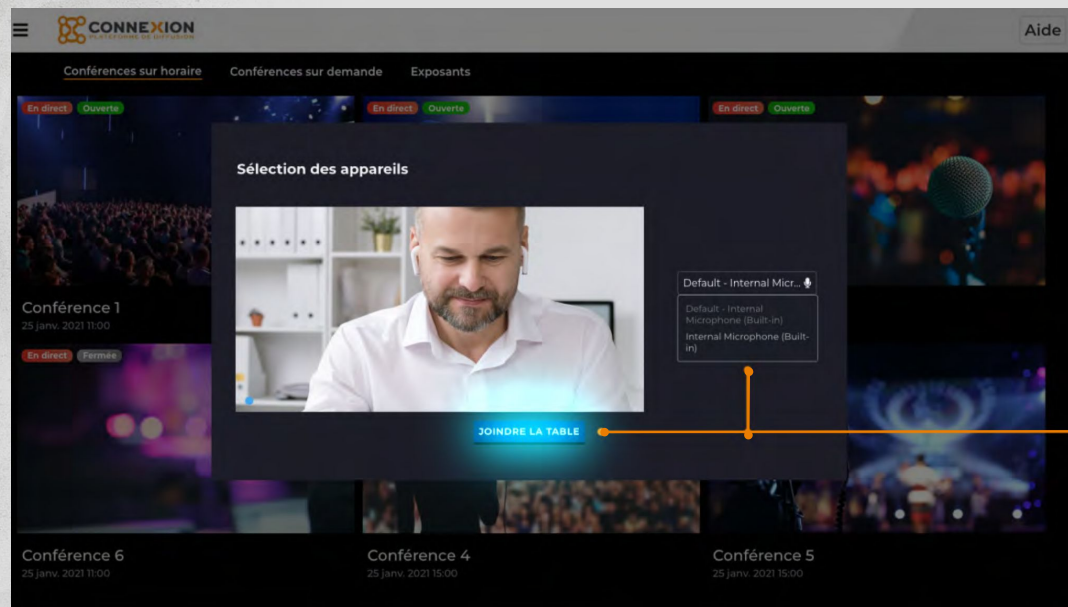 CONNEXION
PLATEFORME DE DIFFUSION
Aide
Conférences sur horaire
Conférences sur demande
Exposants
En direct
Ouverte
En direct
Ouverte
En direct
Ouverte
Sélection des appareils
Default - Internal Micr...
Default - Internal
Microphone (Built-in)
Internal Microphone (Built-
in)
JOINDRE LA TABLE
Conférence 1
25 janv. 2021 11:00
En direct
Fermée
Conférence 6
25 janv. 2021 11:00
Conférence 4
25 janv. 2021 15:00
Conférence 5
25 janv. 2021 15:00